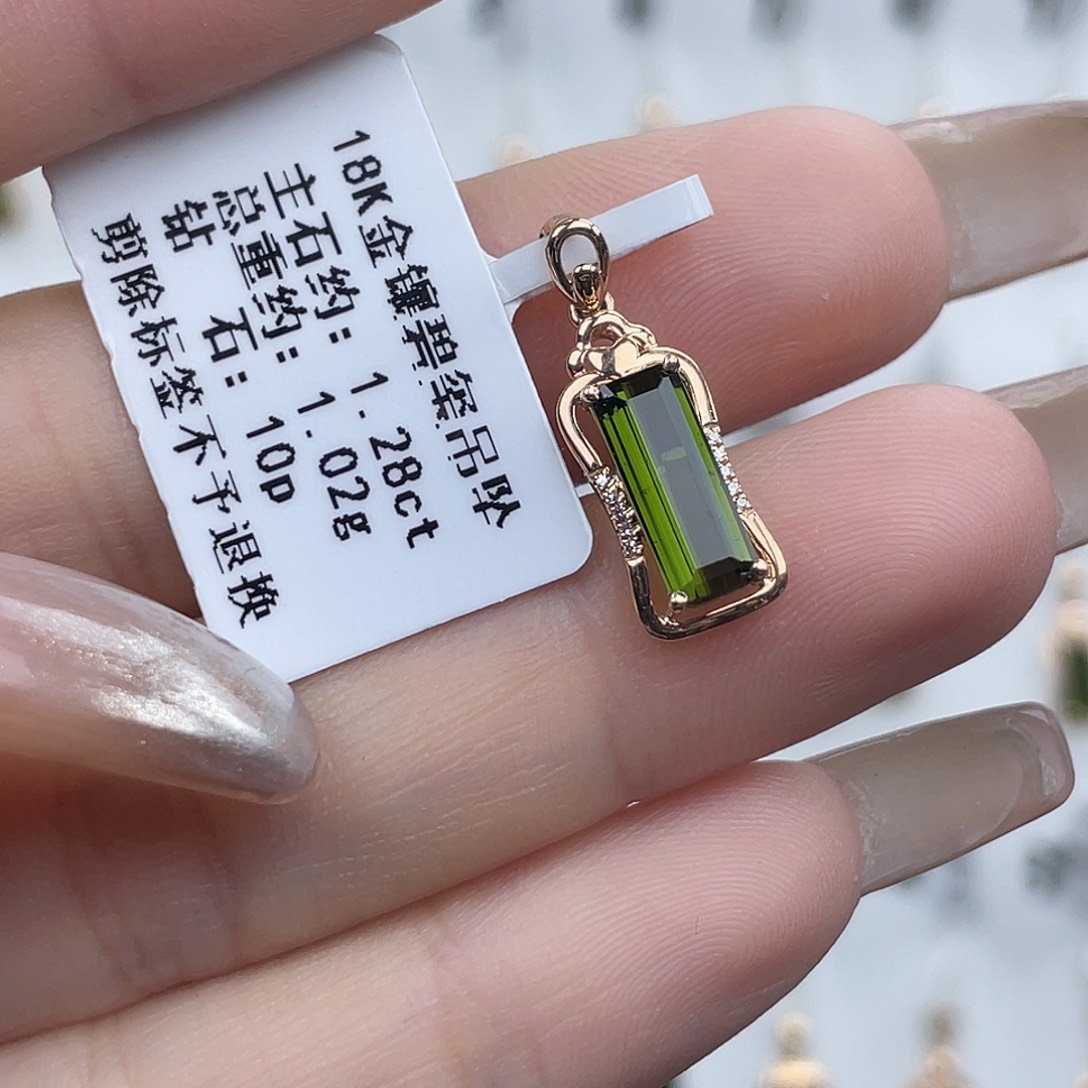 18K金镶碧玺吊坠
主石约: 1.28ct
总重约: 1.02g
钻 石: 10p
剪除标签不予退换